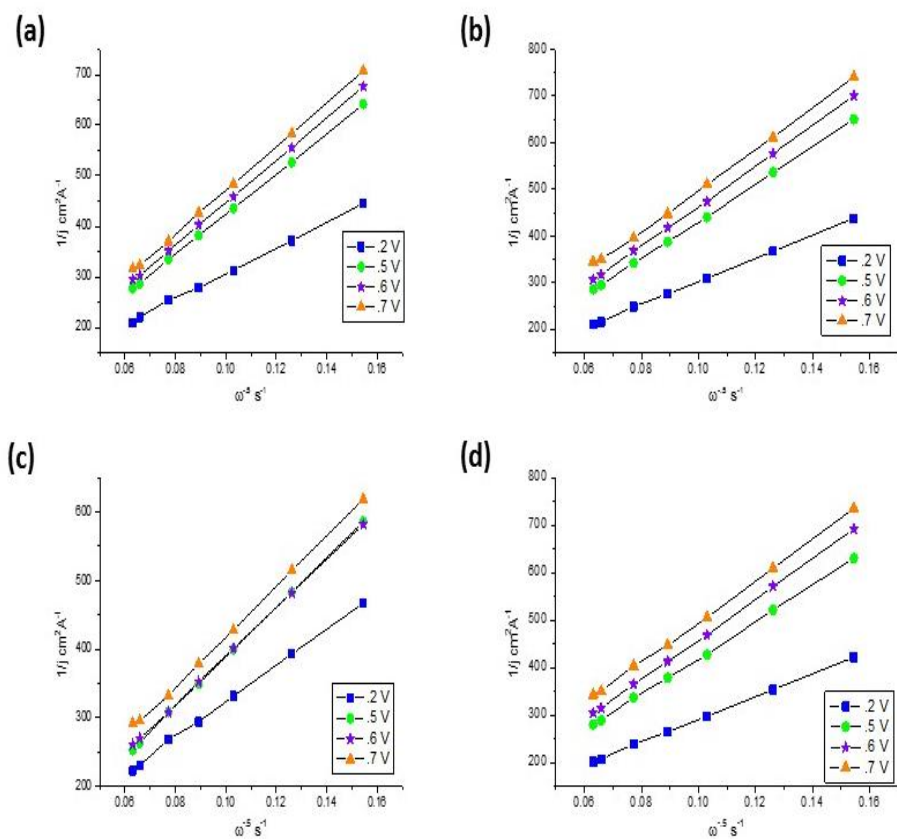 (a)
700
600
500
400
300
200
1/j cm²A⁻¹
.2 V
.5 V
.6 V
.7 V
0.06 0.08 0.10 0.12 0.14 0.16
ω⁻·⁵ s⁻¹
(b)
800
700
600
500
400
300
200
1/j cm²A⁻¹
.2 V
.5 V
.6 V
.7 V
0.06 0.08 0.10 0.12 0.14 0.16
ω⁻·⁵ s⁻¹
(c)
600
500
400
300
200
1/j cm²A⁻¹
.2 V
.5 V
.6 V
.7 V
0.06 0.08 0.10 0.12 0.14 0.16
ω⁻·⁵ s⁻¹
(d)
800
700
600
500
400
300
200
1/j cm²A⁻¹
.2 V
.5 V
.6 V
.7 V
0.06 0.08 0.10 0.12 0.14 0.16
ω⁻·⁵ s⁻¹